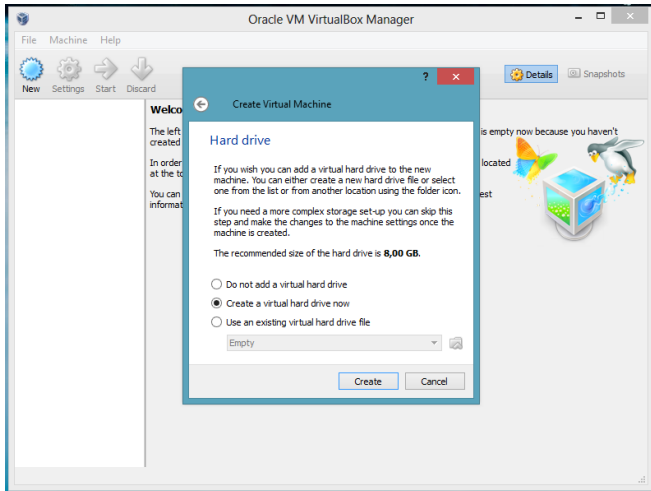 Oracle VM VirtualBox Manager
File Machine Help
New Settings Start Discard
Details Snapshots
Welco
The left
is empty now because you haven't
created
In order
located
at the to
You can
est
informat
?
Create Virtual Machine
Hard drive
If you wish you can add a virtual hard drive to the new
machine. You can either create a new hard drive file or select
one from the list or from another location using the folder icon.
If you need a more complex storage set-up you can skip this
step and make the changes to the machine settings once the
machine is created.
The recommended size of the hard drive is 8,00 GB.
Do not add a virtual hard drive
Create a virtual hard drive now
Use an existing virtual hard drive file
Empty
Create Cancel